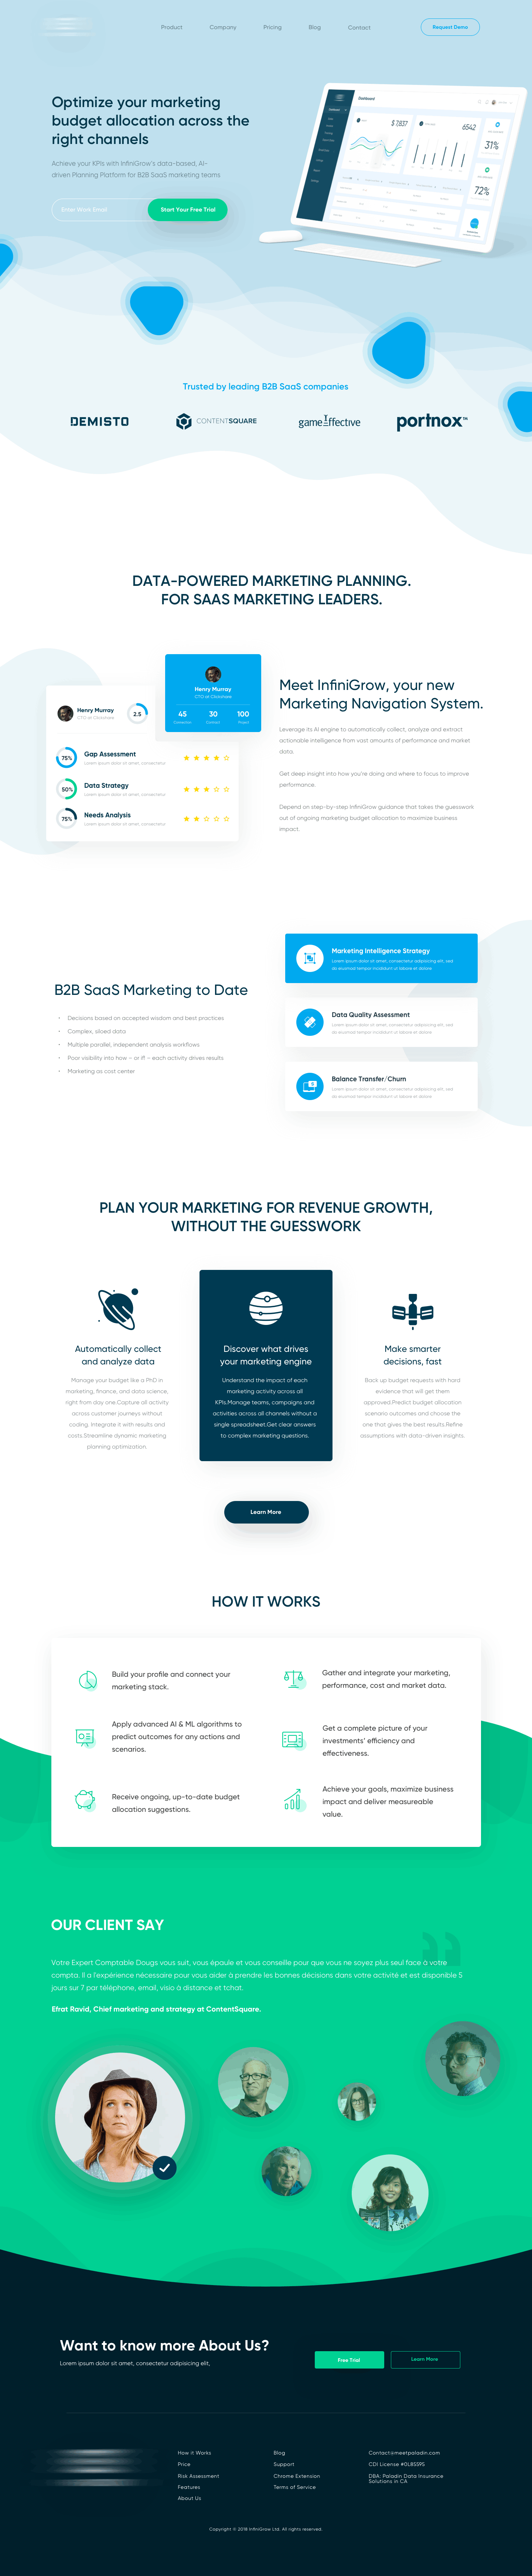 Product Company Pricing Blog Contact Request Demo
Optimize your marketing
budget allocation across the
right channels
Achieve your KPIs with InfiniGrow's data-based, AI-
driven Planning Platform for B2B SaaS marketing teams
Enter Work Email Start Your Free Trial
Dashboard
$7,837
6542
31%
72%
Trusted by leading B2B SaaS companies
DEMISTO CONTENTSQUARE gameEffective portnox™
DATA-POWERED MARKETING PLANNING.
FOR SAAS MARKETING LEADERS.
Henry Murray
CTO at Clickshare
45 30 100
Project
Henry Murray
CTO at Clickshare
2.5
75% Gap Assessment
Lorem ipsum dolor sit amet, consectetur
50% Data Strategy
Lorem ipsum dolor sit amet, consectetur
75% Needs Analysis
Lorem ipsum dolor sit amet, consectetur
Meet InfiniGrow, your new
Marketing Navigation System.
Leverage its AI engine to automatically collect, analyze and extract
actionable intelligence from vast amounts of performance and market
data.
Get deep insight into how you're doing and where to focus to improve
performance.
Depend on step-by-step InfiniGrow guidance that takes the guesswork
out of ongoing marketing budget allocation to maximize business
impact.
B2B SaaS Marketing to Date
• Decisions based on accepted wisdom and best practices
• Complex, siloed data
• Multiple parallel, independent analysis workflows
• Poor visibility into how – or if! – each activity drives results
• Marketing as cost center
Marketing Intelligence Strategy
Lorem ipsum dolor sit amet, consectetur adipiscing elit, sed
do eiusmod tempor incididunt ut labore et dolore
Data Quality Assessment
Lorem ipsum dolor sit amet, consectetur adipiscing elit, sed
do eiusmod tempor incididunt ut labore et dolore
Balance Transfer/Churn
Lorem ipsum dolor sit amet, consectetur adipiscing elit, sed
do eiusmod tempor incididunt ut labore et dolore
PLAN YOUR MARKETING FOR REVENUE GROWTH,
WITHOUT THE GUESSWORK
Automatically collect
and analyze data
Manage your budget like a PhD in
marketing, finance, and data science,
right from day one.Capture all activity
across customer journeys without
coding. Integrate it with results and
costs.Streamline dynamic marketing
planning optimization.
Discover what drives
your marketing engine
Understand the impact of each
marketing activity across all
KPIs.Manage teams, campaigns and
activities across all channels without a
single spreadsheet.Get clear answers
to complex marketing questions.
Make smarter
decisions, fast
Back up budget requests with hard
evidence that will get them
approved.Predict budget allocation
scenario outcomes and choose the
one that gives the best results.Refine
assumptions with data-driven insights.
Learn More
HOW IT WORKS
Build your profile and connect your
marketing stack.
Gather and integrate your marketing,
performance, cost and market data.
Apply advanced AI & ML algorithms to
predict outcomes for any actions and
scenarios.
Get a complete picture of your
investments' efficiency and
effectiveness.
Receive ongoing, up-to-date budget
allocation suggestions.
Achieve your goals, maximize business
impact and deliver measureable
value.
OUR CLIENT SAY
Votre Expert Comptable Dougs vous suit, vous épaule et vous conseille pour que vous ne soyez plus seul face à votre
compta. Il a l'expérience nécessaire pour vous aider à prendre les bonnes décisions dans votre activité et est disponible 5
jours sur 7 par téléphone, email, visio à distance et tchat.
Efrat Ravid, Chief marketing and strategy at ContentSquare.
Want to know more About Us?
Lorem ipsum dolor sit amet, consectetur adipisicing elit,
Free Trial Learn More
How it Works
Price
Risk Assessment
Features
About Us
Blog
Support
Chrome Extension
Terms of Service
Contact@meetpaladin.com
CDI License #0L85595
DBA: Paladin Data Insurance
Solutions in CA
Copyright © 2018 InfiniGrow Ltd. All rights reserved.